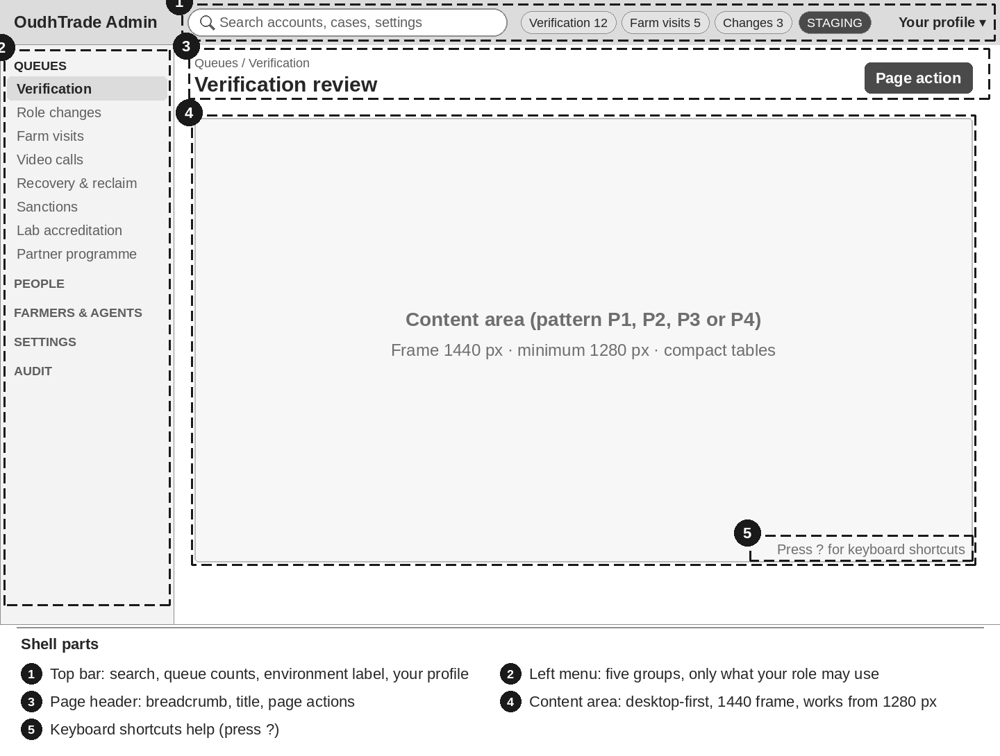 OudhTrade Admin
1
Search accounts, cases, settings
Verification 12
Farm visits 5
Changes 3
STAGING
Your profile ▾
2
QUEUES
Verification
Role changes
Farm visits
Video calls
Recovery & reclaim
Sanctions
Lab accreditation
Partner programme
PEOPLE
FARMERS & AGENTS
SETTINGS
AUDIT
3
Queues / Verification
Verification review
Page action
4
Content area (pattern P1, P2, P3 or P4)
Frame 1440 px · minimum 1280 px · compact tables
5
Press ? for keyboard shortcuts
Shell parts
1 Top bar: search, queue counts, environment label, your profile
2 Left menu: five groups, only what your role may use
3 Page header: breadcrumb, title, page actions
4 Content area: desktop-first, 1440 frame, works from 1280 px
5 Keyboard shortcuts help (press ?)